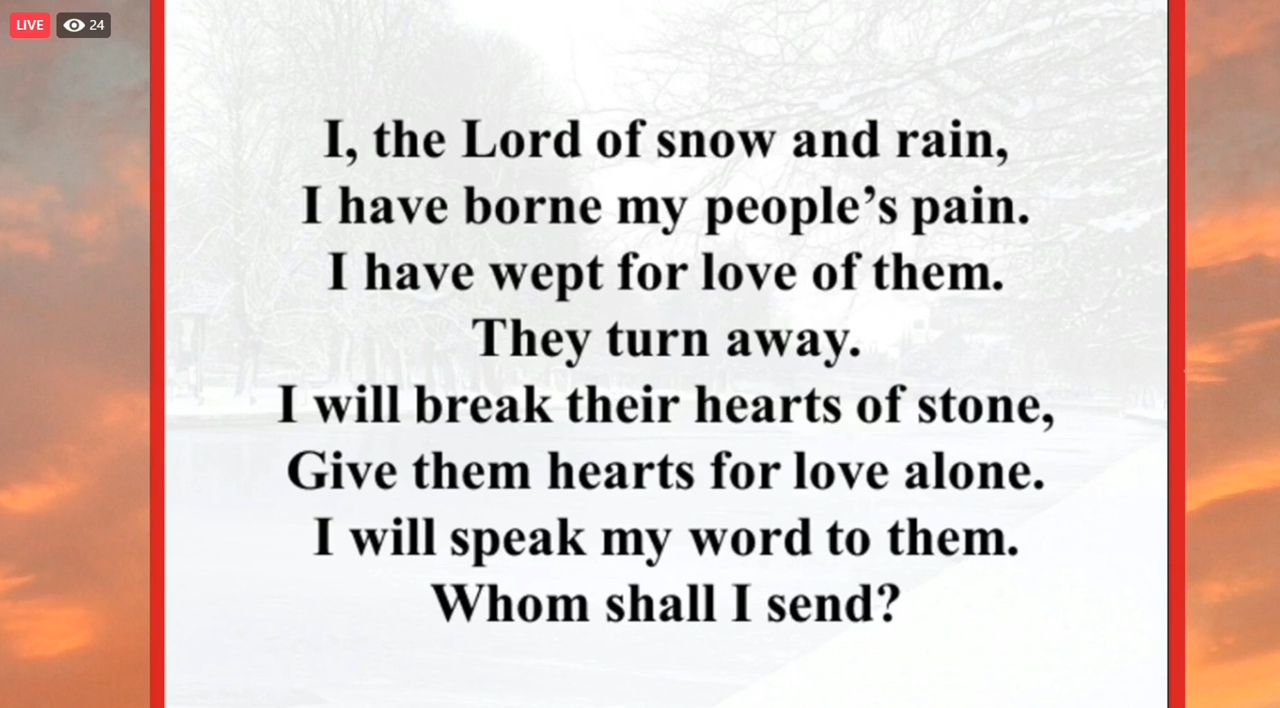 LIVE 24
I, the Lord of snow and rain,
I have borne my people’s pain.
I have wept for love of them.
They turn away.
I will break their hearts of stone,
Give them hearts for love alone.
I will speak my word to them.
Whom shall I send?